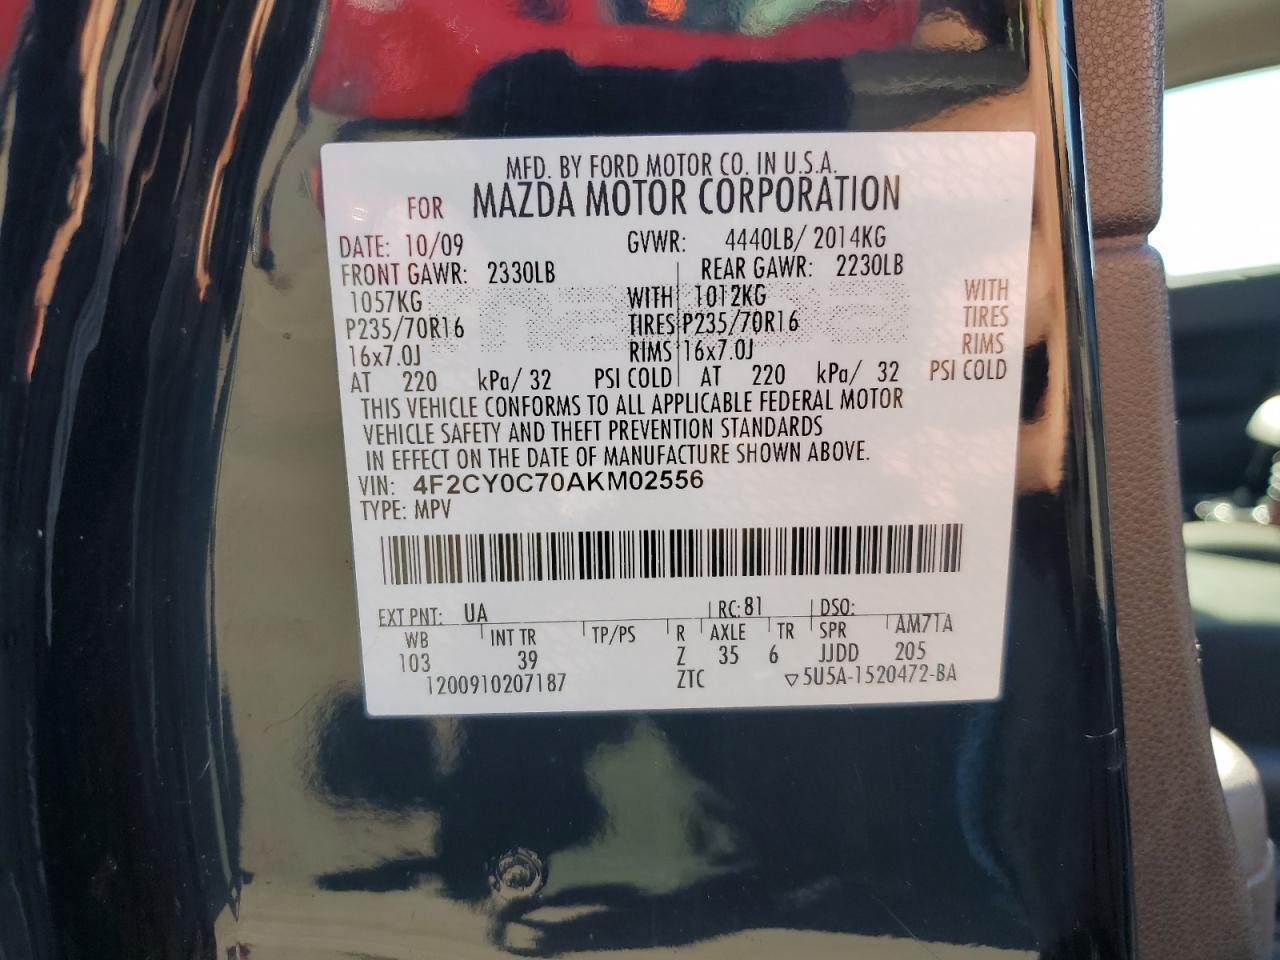 MFD. BY FORD MOTOR CO. IN U.S.A.
FOR MAZDA MOTOR CORPORATION
DATE: 10/09 GVWR: 4440LB/ 2014KG
FRONT GAWR: 2330LB REAR GAWR: 2230LB
1057KG WITH 1012KG WITH
P235/70R16 TIRES P235/70R16 TIRES
16x7.0J RIMS 16x7.0J RIMS
AT 220 kPa/ 32 PSI COLD AT 220 kPa/ 32 PSI COLD
THIS VEHICLE CONFORMS TO ALL APPLICABLE FEDERAL MOTOR
VEHICLE SAFETY AND THEFT PREVENTION STANDARDS
IN EFFECT ON THE DATE OF MANUFACTURE SHOWN ABOVE.
VIN: 4F2CY0C70AKM02556
TYPE: MPV
EXT PNT: UA RC: 81 DSO:
WB INT TR TP/PS R AXLE TR SPR AM71A
103 39 Z 35 6 JJDD 205
1200910207187 ZTC ▽5U5A-1520472-BA